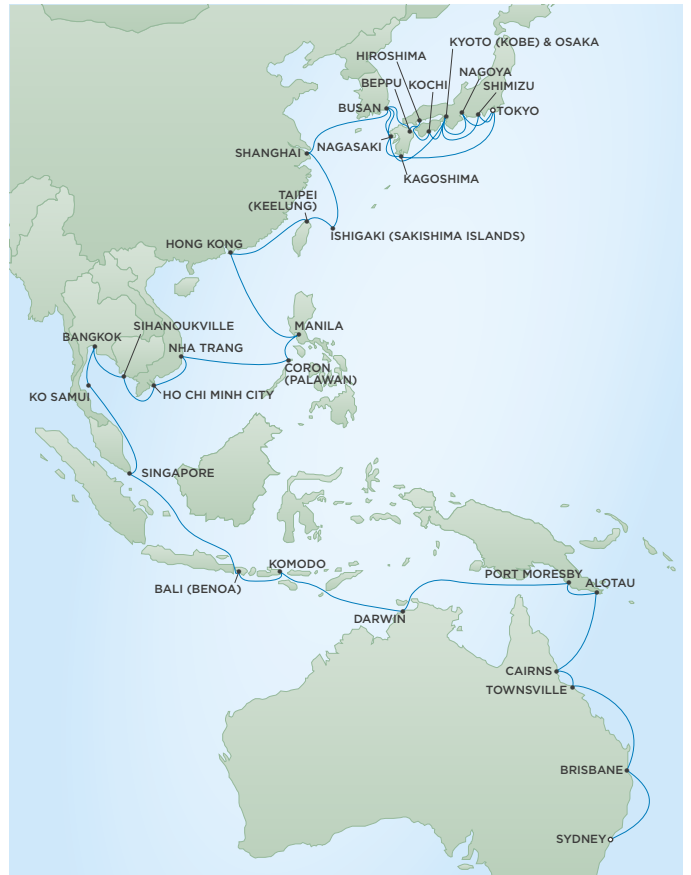 KYOTO (KOBE) & OSAKA
HIROSHIMA
NAGOYA
BEPPU
KOCHI
SHIMIZU
BUSAN
TOKYO
NAGASAKI
SHANGHAI
KAGOSHIMA
TAIPEI
(KEELUNG)
ISHIGAKI (SAKISHIMA ISLANDS)
HONG KONG
SIHANOUKVILLE
MANILA
BANGKOK
NHA TRANG
CORON
(PALAWAN)
KO SAMUI
HO CHI MINH CITY
SINGAPORE
KOMODO
PORT MORESBY
ALOTAU
BALI (BENOA)
DARWIN
CAIRNS
TOWNSVILLE
BRISBANE
SYDNEY